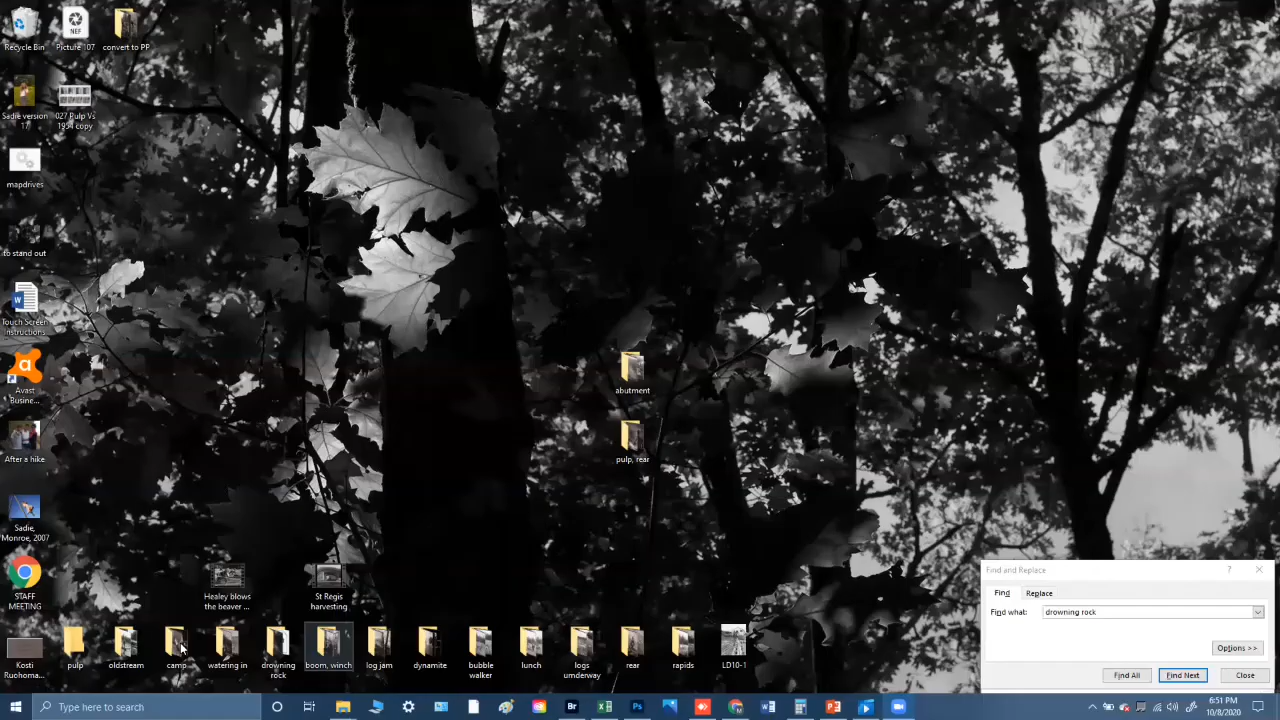 Recycle Bin
Picture 107
NEF
convert to PP
Sadie version
17
027 Pulp Vs
1954 copy
mapdrives
to stand out
Touch Screen
Instructions
Avast
Busine...
After a hike
Sadie,
Monroe, 2007
STAFF
MEETING
Healey blows
the beaver ...
St Regis
harvesting
abutment
pulp, rear
Kosti
Ruohoma...
pulp
oldstream
camp
watering in
drowning
rock
boom, winch
log jam
dynamite
bubble
walker
lunch
logs
umderway
rear
rapids
LD10-1
Find and Replace
?
Find
Replace
Find what:
drowning rock
Options >>
Find All
Find Next
Close
Type here to search
6:51 PM
10/8/2020